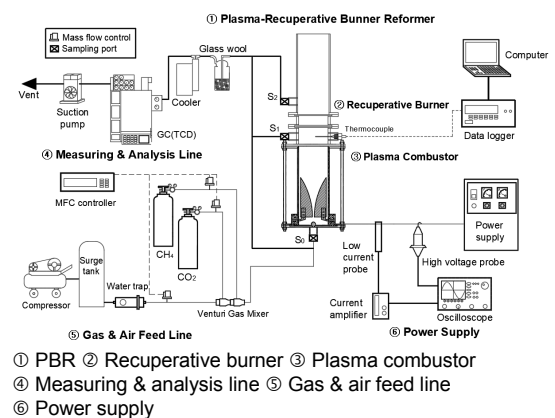 ① Plasma-Recuperative Burner Reformer
Mass flow control
Sampling port
Glass wool
Computer
Vent
Suction
pump
Cooler
GC(TCD)
S2
② Recuperative Burner
S1
Thermocouple
Data logger
④ Measuring & Analysis Line
③ Plasma Combustor
MFC controller
CH4
CO2
S0
Low
current
probe
Power
supply
High voltage probe
Surge
tank
Water trap
Compressor
Venturi Gas Mixer
Current
amplifier
Oscilloscope
⑤ Gas & Air Feed Line
⑥ Power Supply
① PBR ② Recuperative burner ③ Plasma combustor
④ Measuring & analysis line ⑤ Gas & air feed line
⑥ Power supply